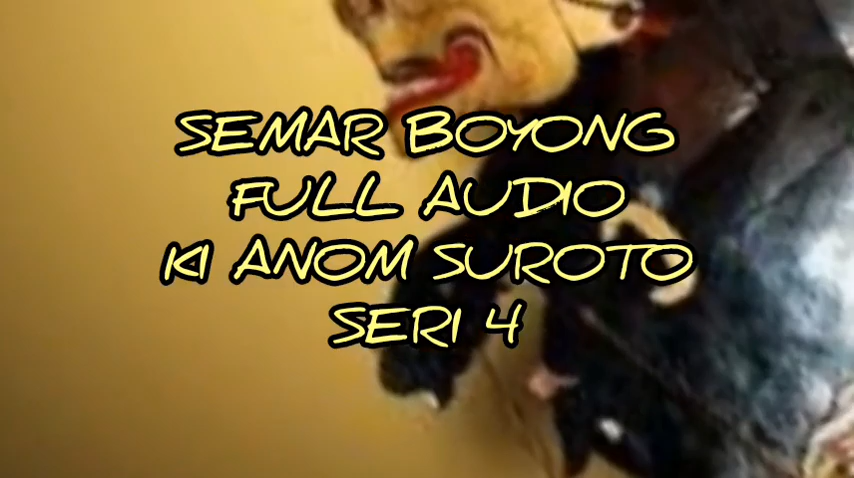 SEMAR BOYONG
FULL AUDIO
KI ANOM SUROTO
SERI 4